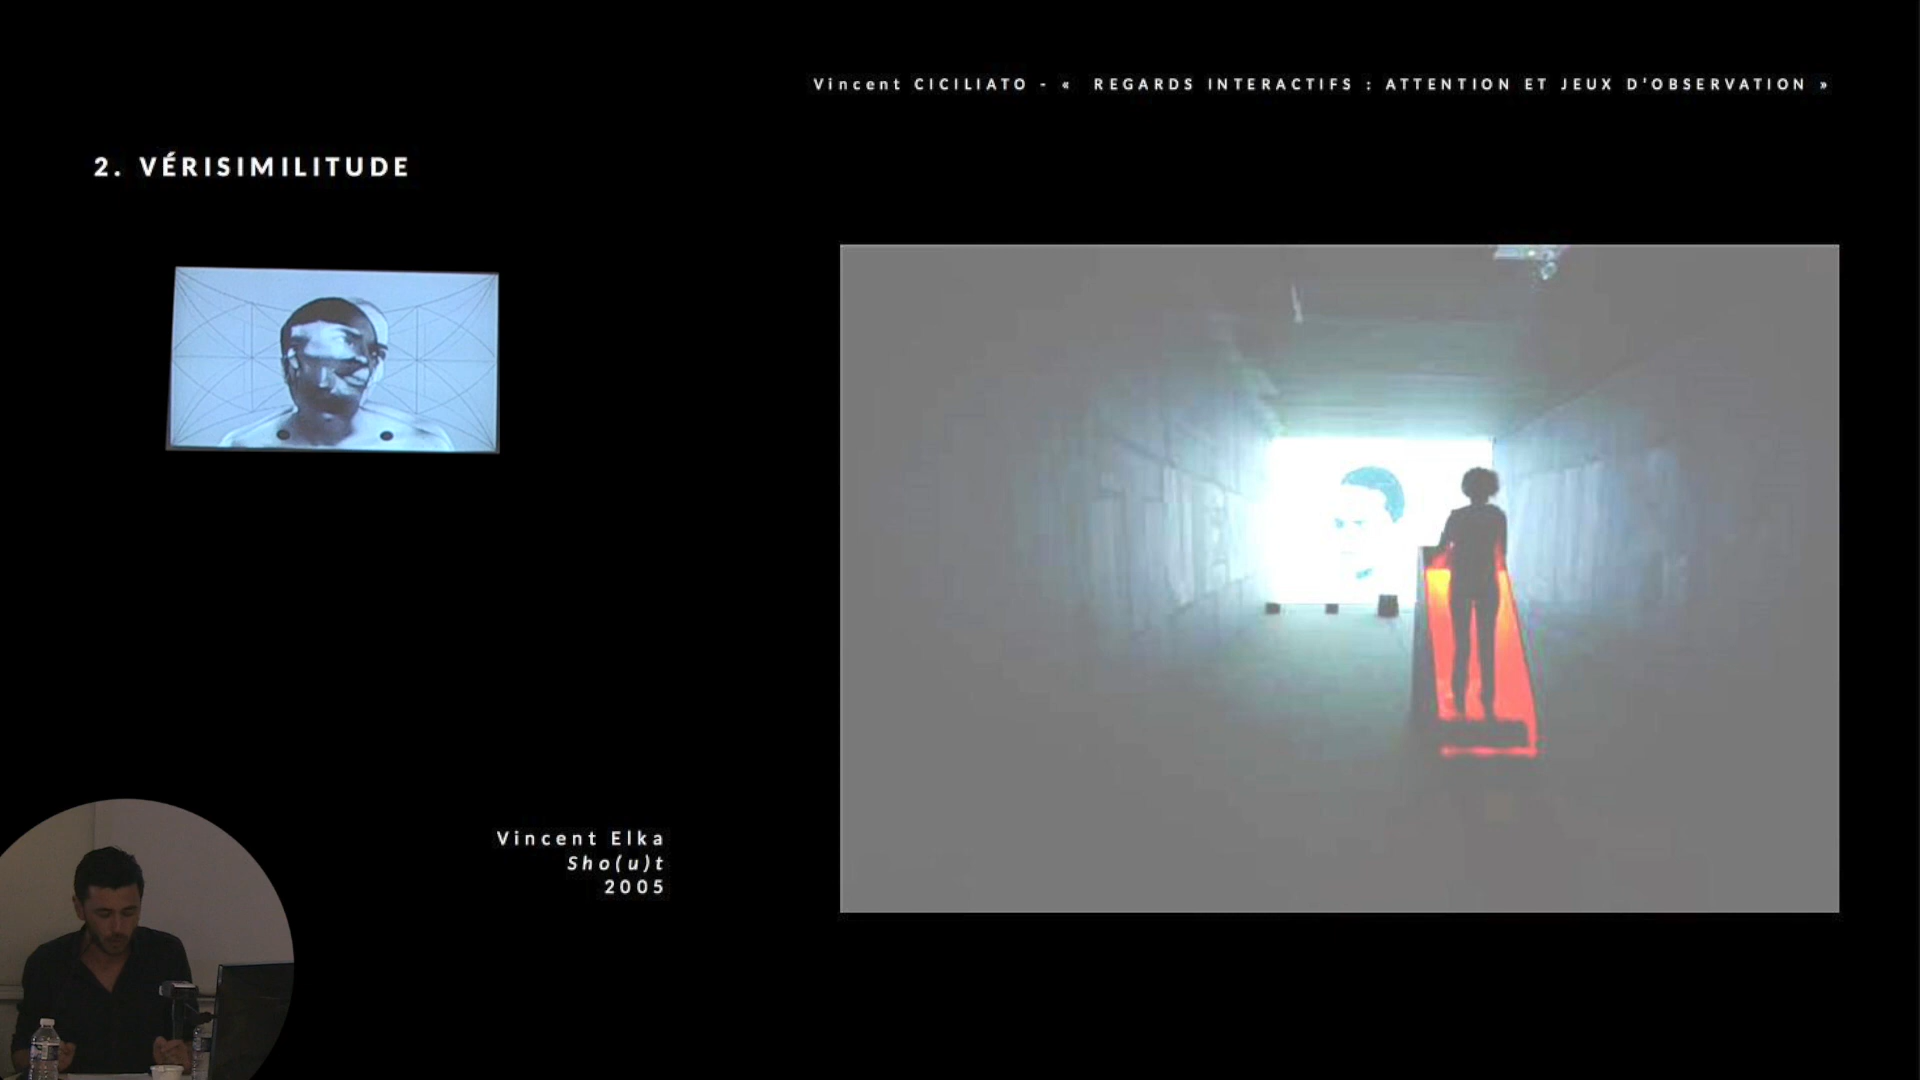 Vincent CICILIATO - « REGARDS INTERACTIFS : ATTENTION ET JEUX D'OBSERVATION »
2. VÉRISIMILITUDE
Vincent Elka
Sho(u)t
2005